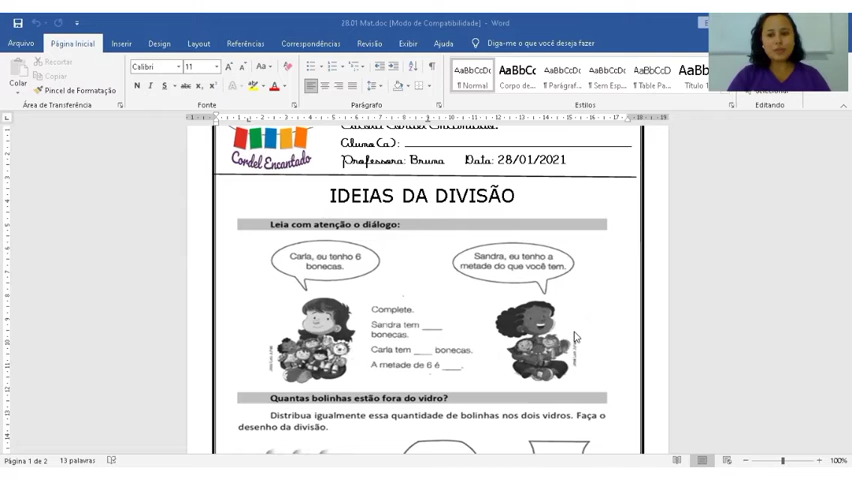 28.01 Mat.doc [Modo de Compatibilidade] - Word
Arquivo Página Inicial Inserir Design Layout Referências Correspondências Revisão Exibir Ajuda Diga-me o que você deseja fazer
Colar
Recortar
Copiar
Pincel de Formatação
Área de Transferência
Calibri 11
N I S
Fonte
Parágrafo
AaBbCcDc AaBbCc AaBbCcDc AaBbCcDc AaBbCcD AaB
¶ Normal Corpo de... ¶ Parágraf... ¶ Sem Esp... ¶ Table Pa... Título 1
Estilos
Editando
Cordel Encantado
Aluno(a):
Professora: Bruna Data: 28/01/2021
IDEIAS DA DIVISÃO
Leia com atenção o diálogo:
Carla, eu tenho 6
bonecas.
Sandra, eu tenho a
metade do que você tem.
Complete.
Sandra tem ____
bonecas.
Carla tem ____ bonecas.
A metade de 6 é ____.
Quantas bolinhas estão fora do vidro?
Distribua igualmente essa quantidade de bolinhas nos dois vidros. Faça o
desenho da divisão.
Página 1 de 2 13 palavras 100%